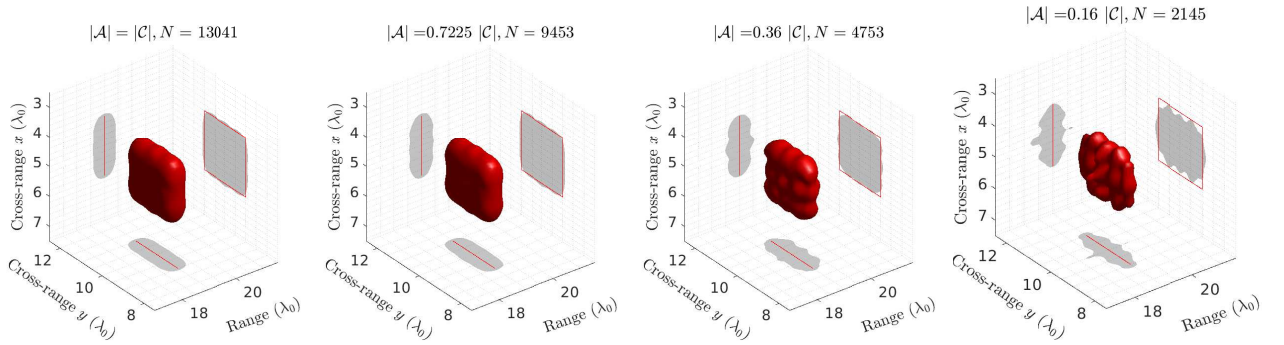 |𝒜| = |𝒞|, N = 13041
3
4
5
6
7
Cross-range x (λ₀)
12
10
8
Cross-range y (λ₀)
18
20
Range (λ₀)
|𝒜| =0.7225 |𝒞|, N = 9453
3
4
5
6
7
Cross-range x (λ₀)
12
10
8
Cross-range y (λ₀)
18
20
Range (λ₀)
|𝒜| =0.36 |𝒞|, N = 4753
3
4
5
6
7
Cross-range x (λ₀)
12
10
8
Cross-range y (λ₀)
18
20
Range (λ₀)
|𝒜| =0.16 |𝒞|, N = 2145
3
4
5
6
7
Cross-range x (λ₀)
12
10
8
Cross-range y (λ₀)
18
20
Range (λ₀)